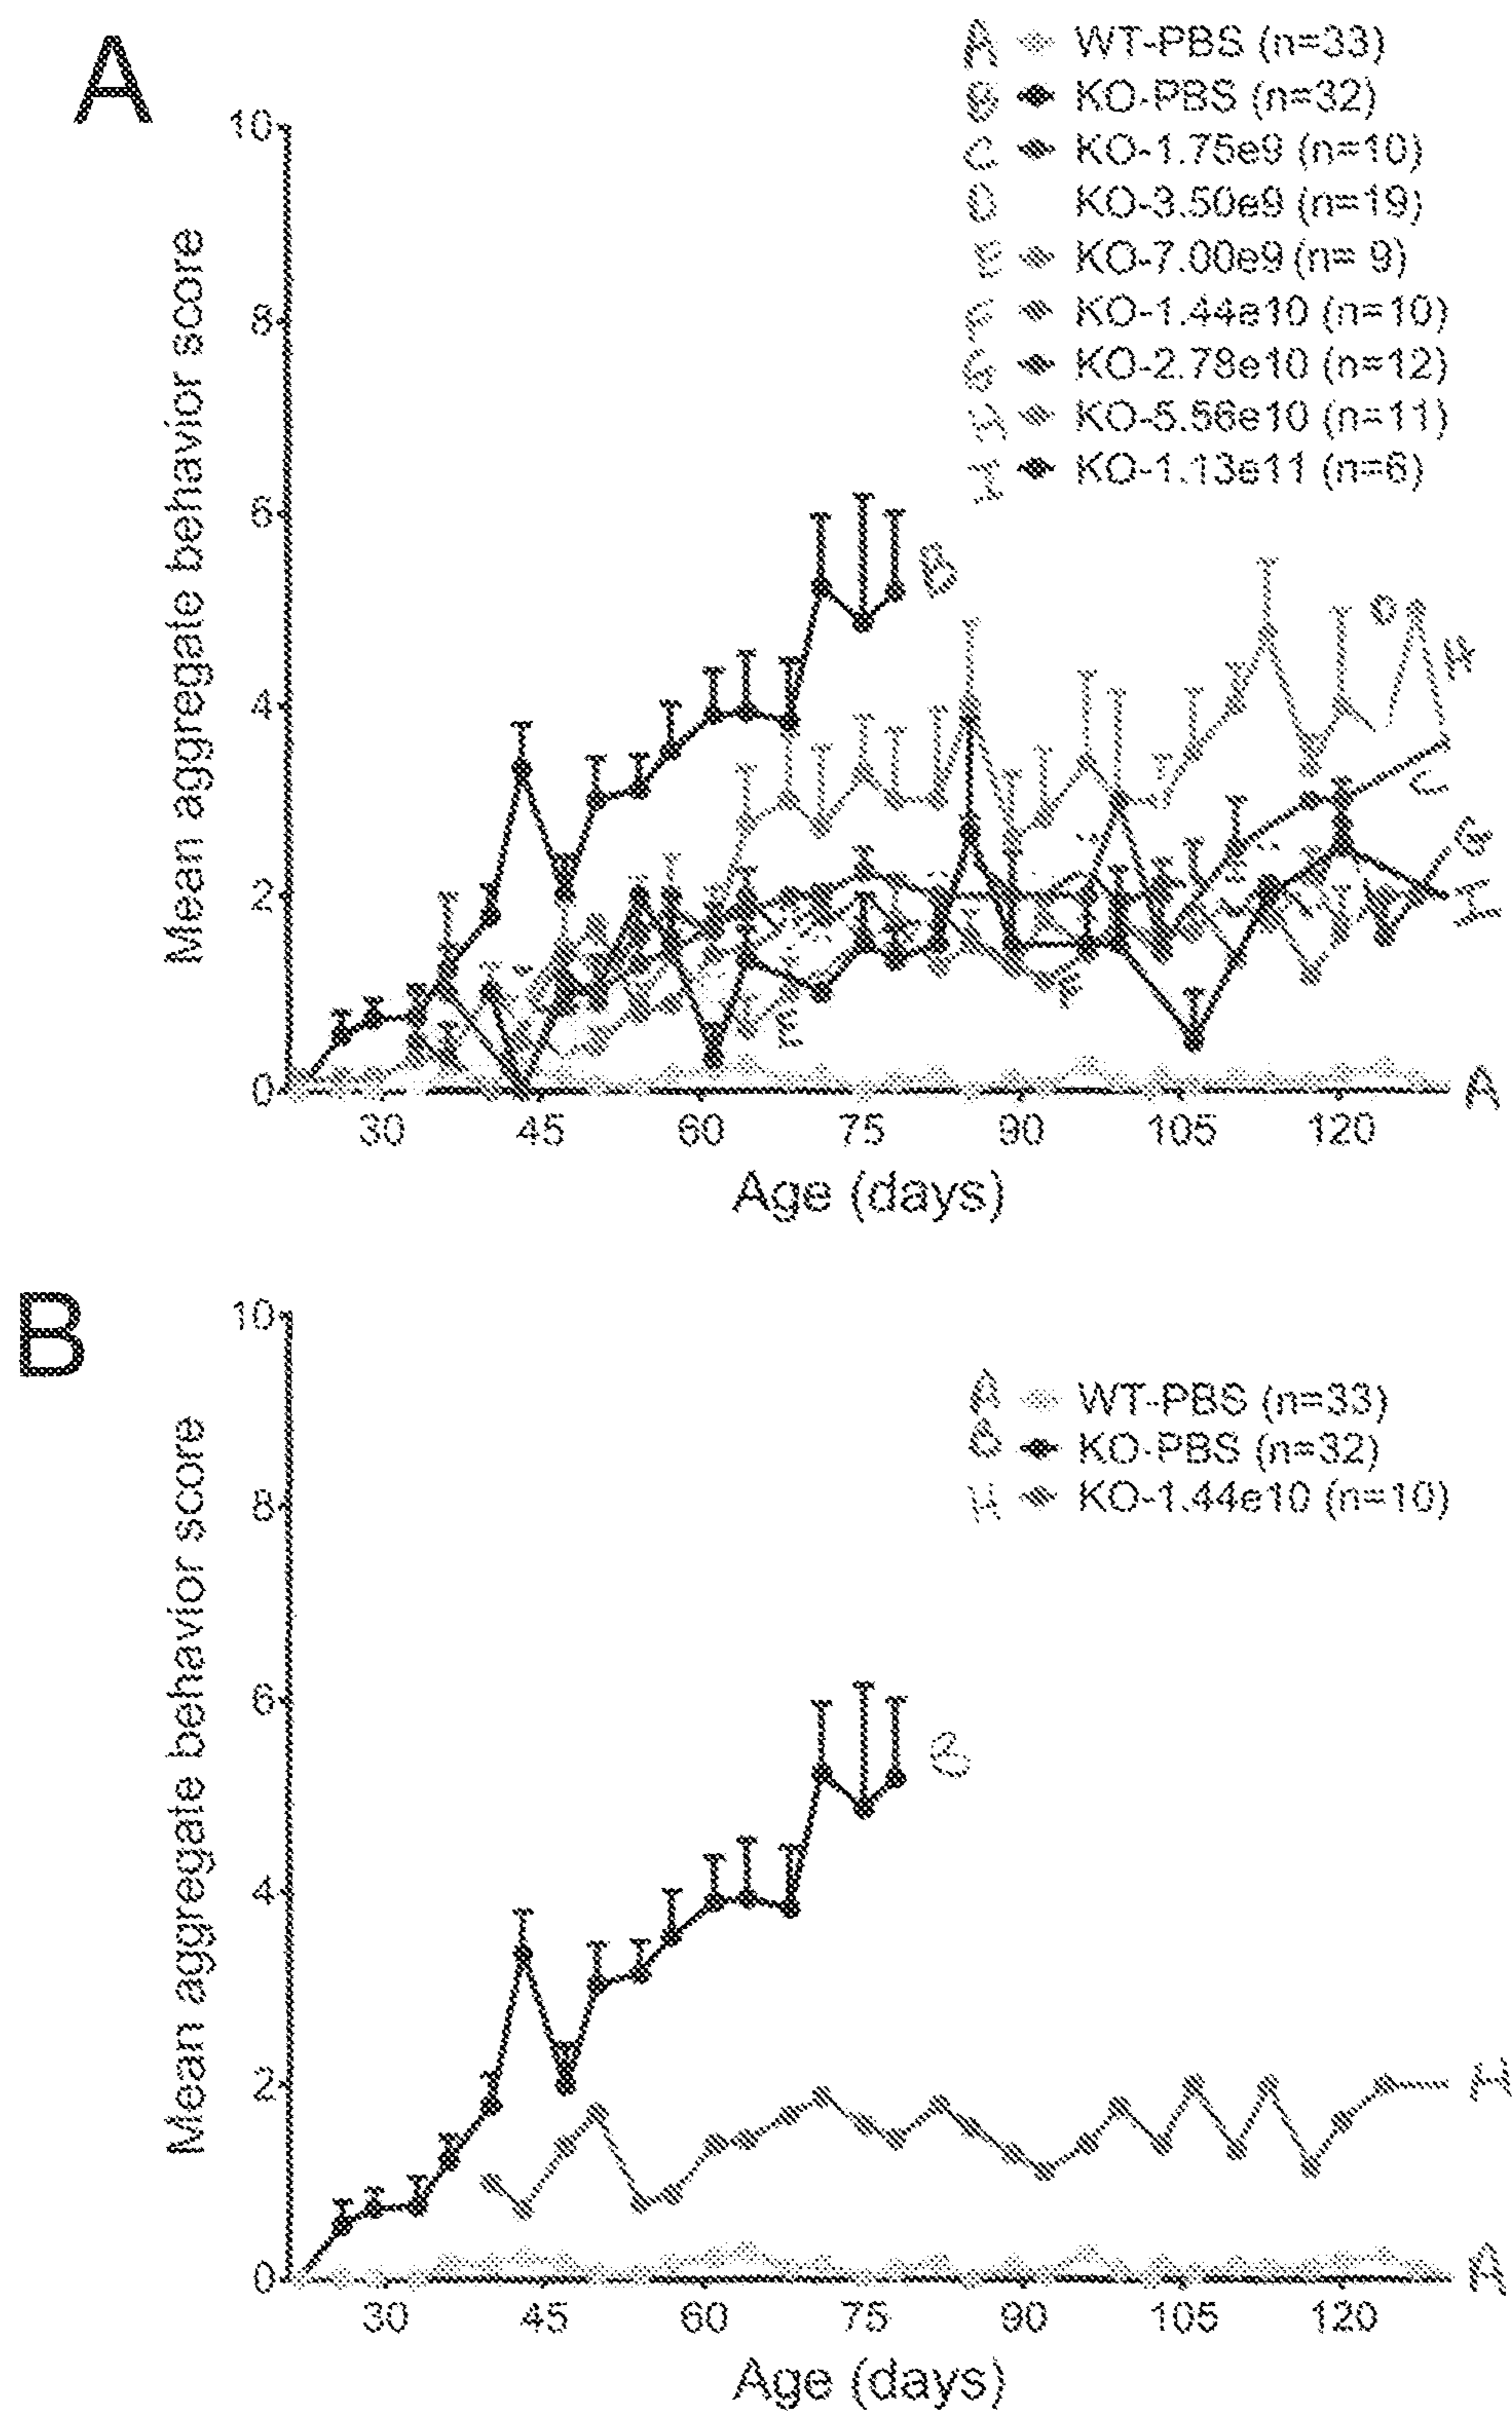 A
A WT-PBS (n=33)
B KO-PBS (n=32)
C KO-1.75e9 (n=10)
D KO-3.50e9 (n=19)
E KO-7.00e9 (n= 9)
F KO-1.44e10 (n=10)
G KO-2.78e10 (n=12)
H KO-5.56e10 (n=11)
I KO-1.13e11 (n=6)
Mean aggregate behavior score
10
8
6
4
2
0
B
D
H
C
G
I
F
E
A
30 45 60 75 90 105 120
Age (days)
B
A WT-PBS (n=33)
B KO-PBS (n=32)
H KO-1.44e10 (n=10)
Mean aggregate behavior score
10
8
6
4
2
0
B
H
A
30 45 60 75 90 105 120
Age (days)